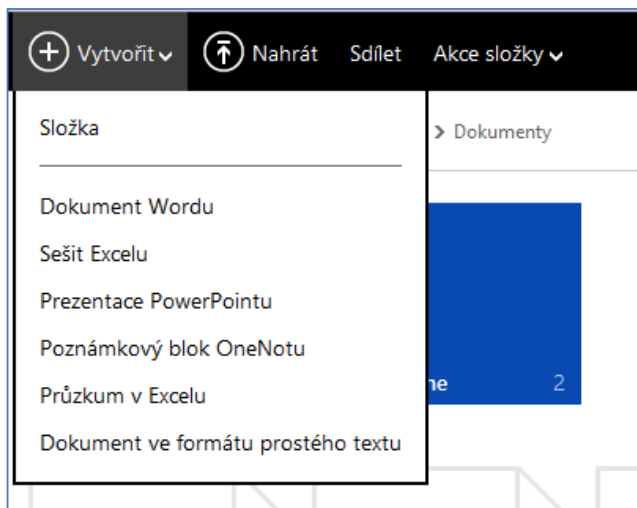 Vytvořit Nahrát Sdílet Akce složky
Složka
Dokumenty
Dokument Wordu
Sešit Excelu
Prezentace PowerPointu
Poznámkový blok OneNotu
Průzkum v Excelu
2
Dokument ve formátu prostého textu